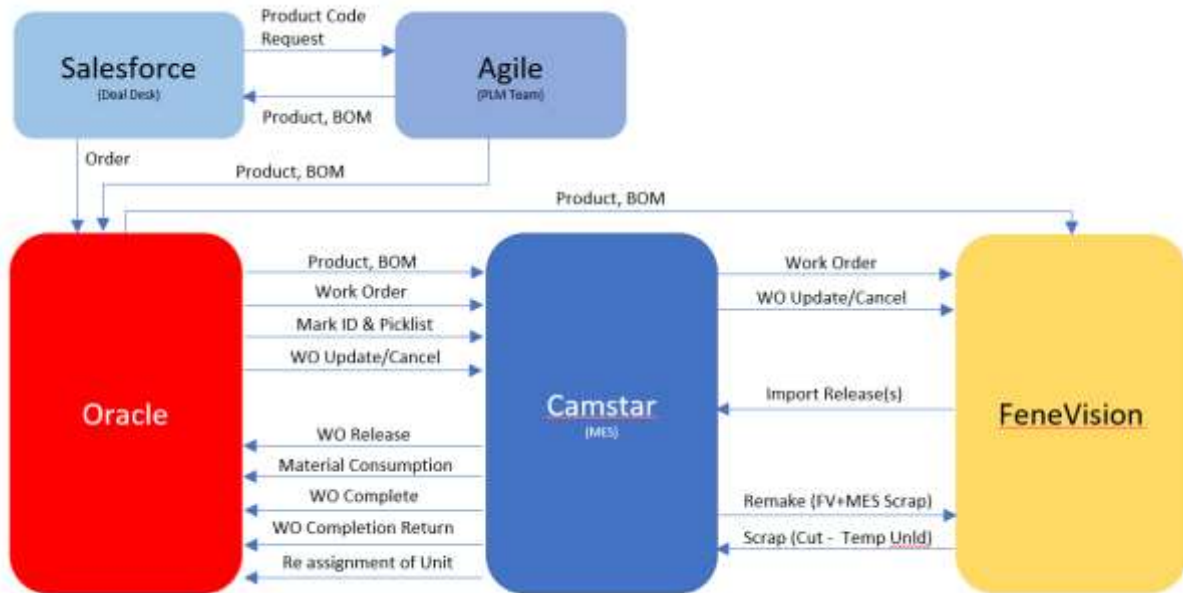 Product Code
Request
Salesforce
(Deal Desk)
Agile
(PLM Team)
Product, BOM
Order
Product, BOM
Product, BOM
Oracle
Product, BOM
Work Order
Mark ID & Picklist
WO Update/Cancel
WO Release
Material Consumption
WO Complete
WO Completion Return
Re assignment of Unit
Camstar
(MES)
Work Order
WO Update/Cancel
Import Release(s)
Remake (FV+MES Scrap)
Scrap (Cut - Temp Unld)
FeneVision